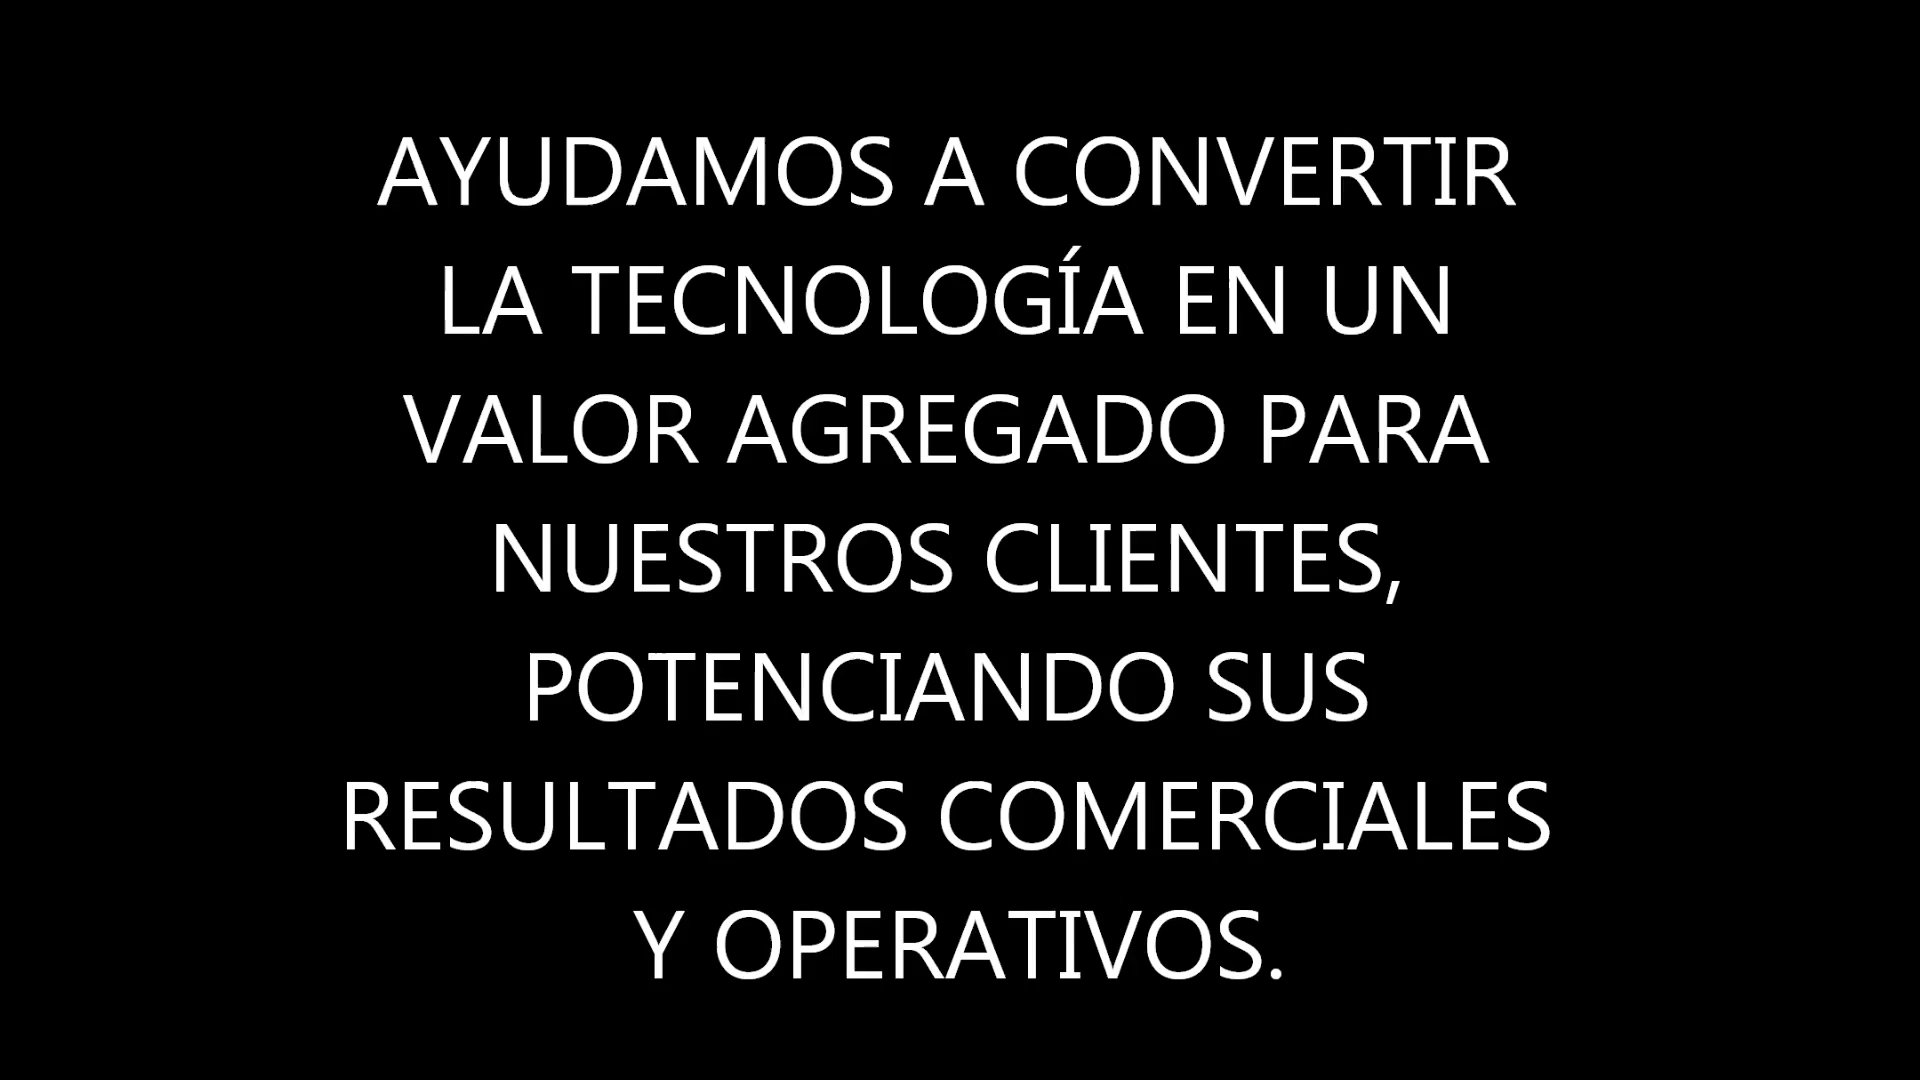 AYUDAMOS A CONVERTIR
LA TECNOLOGÍA EN UN
VALOR AGREGADO PARA
NUESTROS CLIENTES,
POTENCIANDO SUS
RESULTADOS COMERCIALES
Y OPERATIVOS.